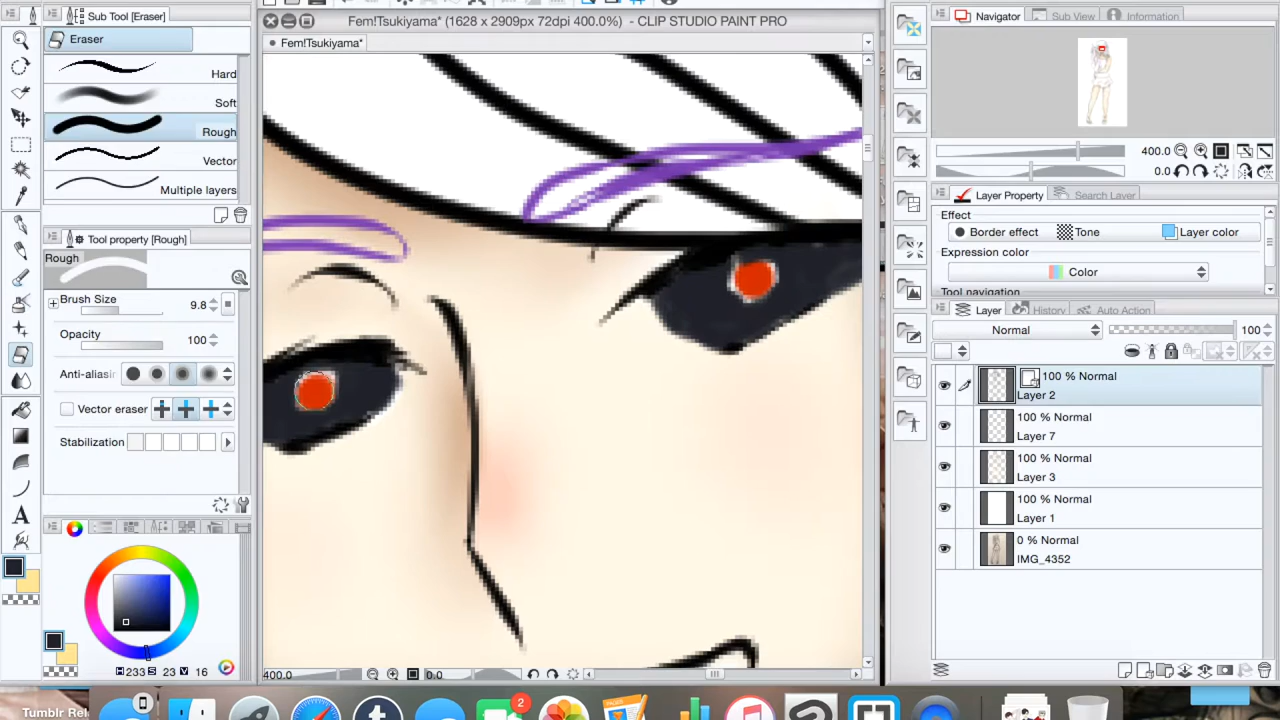 Sub Tool [Eraser]
Eraser
Hard
Soft
Rough
Vector
Multiple layers
Tool property [Rough]
Rough
Brush Size 9.8
Opacity 100
Anti-aliasin
Vector eraser
Stabilization
A
H 233 S 23 V 16
Fem!Tsukiyama* (1628 x 2909px 72dpi 400.0%) - CLIP STUDIO PAINT PRO
Fem!Tsukiyama*
400.0 0.0
Navigator Sub View Information
400.0
0.0
Layer Property Search Layer
Effect
Border effect Tone Layer color
Expression color
Color
Tool navigation
Layer History Auto Action
Normal 100
100 % Normal
Layer 2
100 % Normal
Layer 7
100 % Normal
Layer 3
100 % Normal
Layer 1
0 % Normal
IMG_4352
Tumblr Rel
2
PAGES